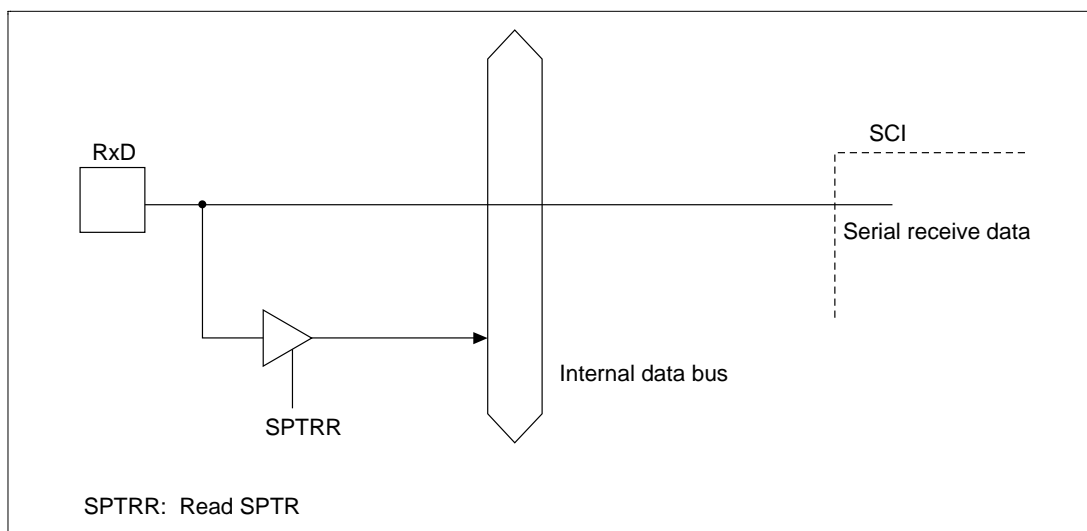 SCI
RxD
Serial receive data
Internal data bus
SPTRR
SPTRR: Read SPTR